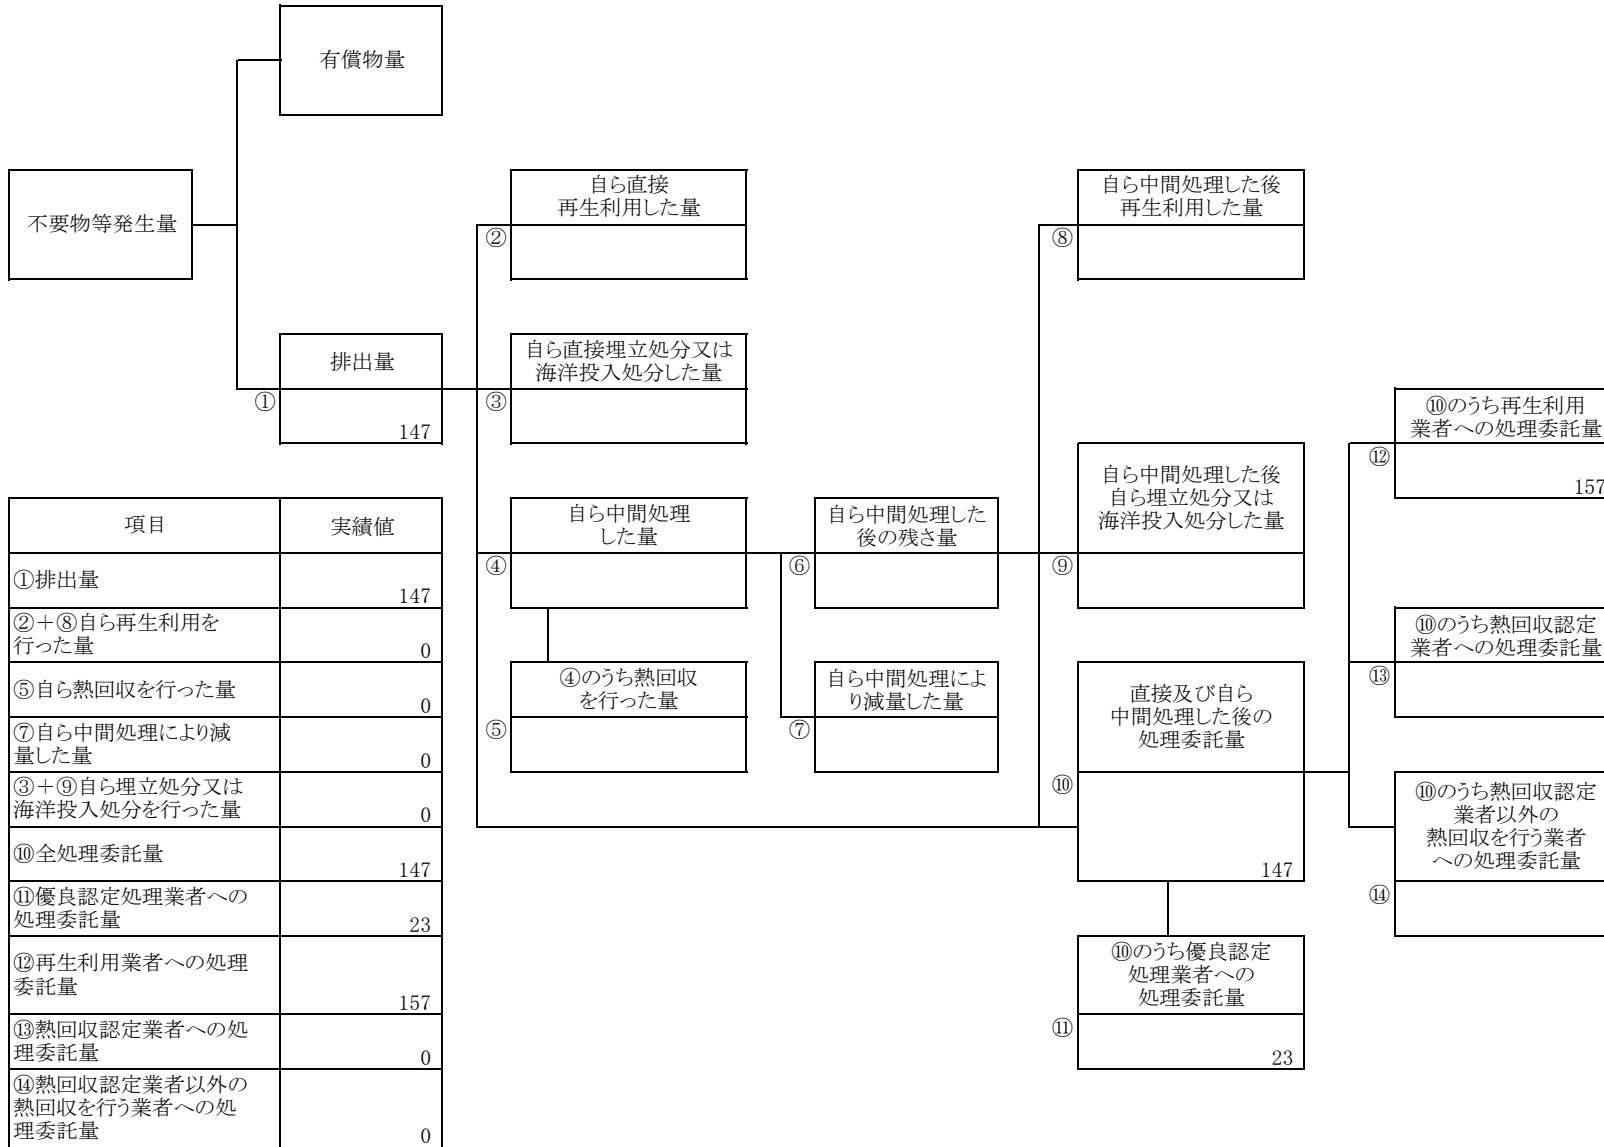 有償物量
不要物等発生量
自ら直接
再生利用した量
②
自ら中間処理した後
再生利用した量
⑧
排出量
①
147
自ら直接埋立処分又は
海洋投入処分した量
③
⑩のうち再生利用
業者への処理委託量
⑫
157
自ら中間処理
した量
④
自ら中間処理した
後の残さ量
⑥
自ら中間処理した後
自ら埋立処分又は
海洋投入処分した量
⑨
⑩のうち熱回収認定
業者への処理委託量
⑬
④のうち熱回収
を行った量
⑤
自ら中間処理によ
り減量した量
⑦
直接及び自ら
中間処理した後の
処理委託量
⑩
147
⑩のうち熱回収認定
業者以外の
熱回収を行う業者
への処理委託量
⑭
⑩のうち優良認定
処理業者への
処理委託量
⑪
23
項目 実績値
①排出量
147
②＋⑧自ら再生利用を
行った量
0
⑤自ら熱回収を行った量
0
⑦自ら中間処理により減
量した量
0
③＋⑨自ら埋立処分又は
海洋投入処分を行った量
0
⑩全処理委託量
147
⑪優良認定処理業者への
処理委託量
23
⑫再生利用業者への処理
委託量
157
⑬熱回収認定業者への処
理委託量
0
⑭熱回収認定業者以外の
熱回収を行う業者への処
理委託量
0